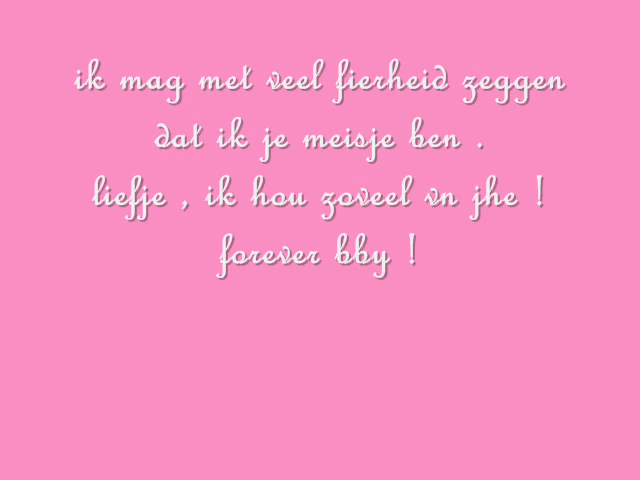 ik mag met veel fierheid zeggen
dat ik je meisje ben .
liefje , ik hou zoveel vn jhe !
forever bby !